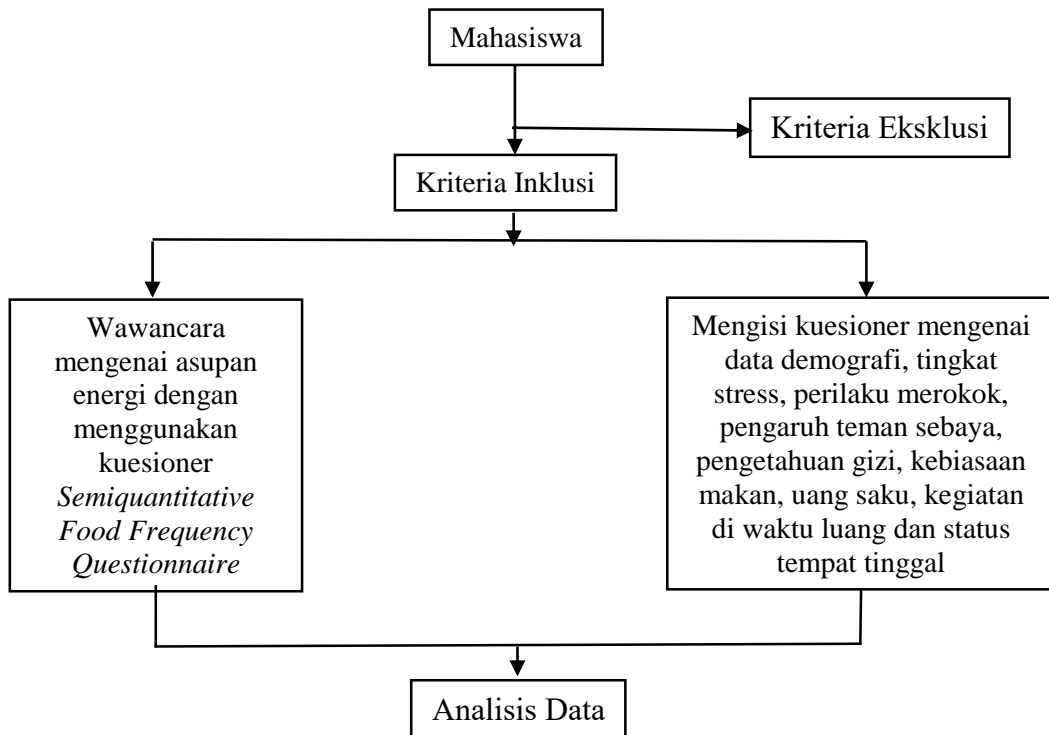 Mahasiswa
Kriteria Eksklusi
Kriteria Inklusi
Wawancara
mengenai asupan
energi dengan
menggunakan
kuesioner
Semiquantitative
Food Frequency
Questionnaire
Mengisi kuesioner mengenai
data demografi, tingkat
stress, perilaku merokok,
pengaruh teman sebaya,
pengetahuan gizi, kebiasaan
makan, uang saku, kegiatan
di waktu luang dan status
tempat tinggal
Analisis Data